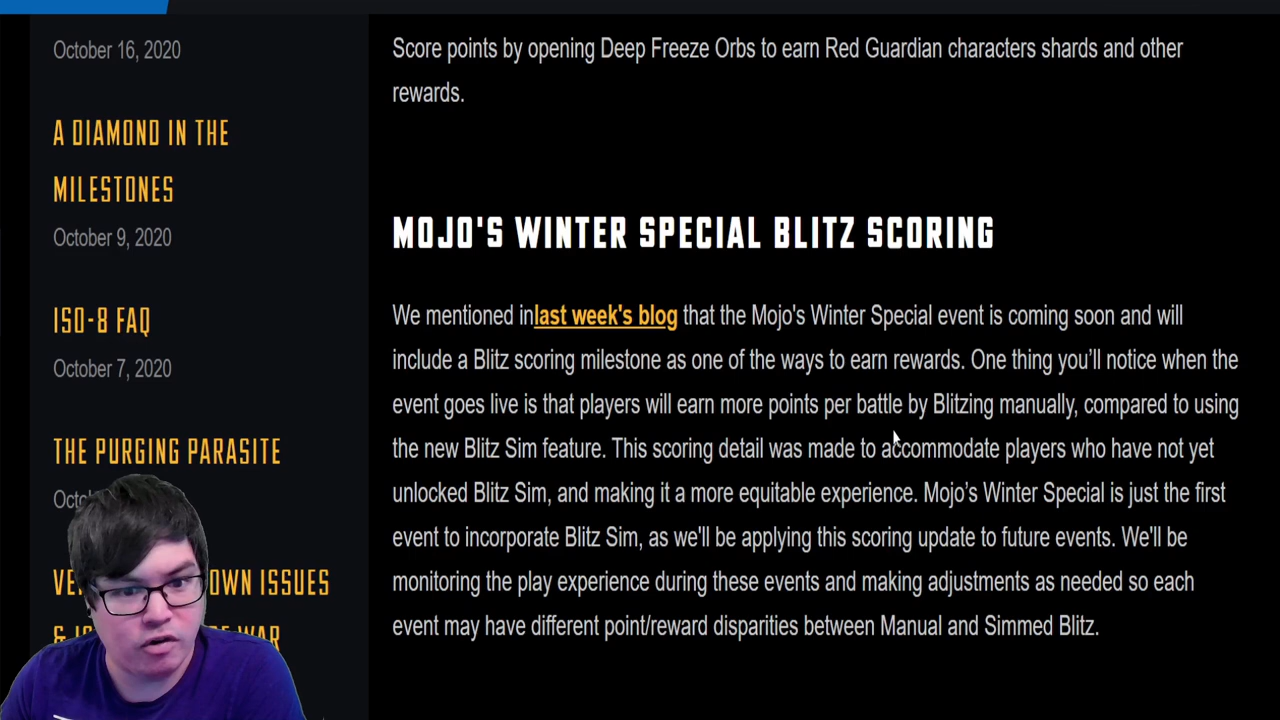 October 16, 2020
A DIAMOND IN THE
MILESTONES
October 9, 2020
ISO-8 FAQ
October 7, 2020
THE PURGING PARASITE
OWN ISSUES
WAR
Score points by opening Deep Freeze Orbs to earn Red Guardian characters shards and other
rewards.
MOJO'S WINTER SPECIAL BLITZ SCORING
We mentioned inlast week's blog that the Mojo's Winter Special event is coming soon and will
include a Blitz scoring milestone as one of the ways to earn rewards. One thing you’ll notice when the
event goes live is that players will earn more points per battle by Blitzing manually, compared to using
the new Blitz Sim feature. This scoring detail was made to accommodate players who have not yet
unlocked Blitz Sim, and making it a more equitable experience. Mojo’s Winter Special is just the first
event to incorporate Blitz Sim, as we'll be applying this scoring update to future events. We'll be
monitoring the play experience during these events and making adjustments as needed so each
event may have different point/reward disparities between Manual and Simmed Blitz.